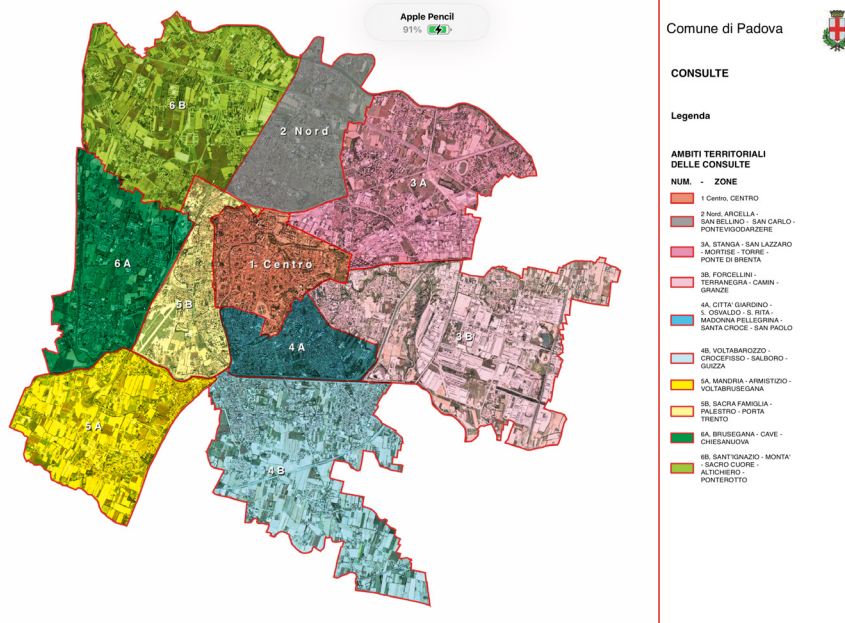 Apple Pencil
91%
6 B
2 Nord
3 A
6 A
1 Centro
5 B
3 B
4 A
5 A
4 B
Comune di Padova
CONSULTE
Legenda
AMBITI TERRITORIALI
DELLE CONSULTE
NUM. - ZONE
1 Centro, CENTRO
2 Nord, ARCELLA -
SAN BELLINO - SAN CARLO -
PONTEVIGODARZERE
3A, STANGA - SAN LAZZARO
- MORTISE - TORRE -
PONTE DI BRENTA
3B, FORCELLINI -
TERRANEGRA - CAMIN -
GRANZE
4A, CITTA' GIARDINO -
S. OSVALDO - S. RITA -
MADONNA PELLEGRINA -
SANTA CROCE - SAN PAOLO
4B, VOLTABAROZZO -
CROCEFISSO - SALBORO -
GUIZZA
5A, MANDRIA - ARMISTIZIO -
VOLTABRUSEGANA
5B, SACRA FAMIGLIA -
PALESTRO - PORTA
TRENTO
6A, BRUSEGANA - CAVE -
CHIESANUOVA
6B, SANT'IGNAZIO - MONTA'
- SACRO CUORE -
ALTICHIERO -
PONTEROTTO